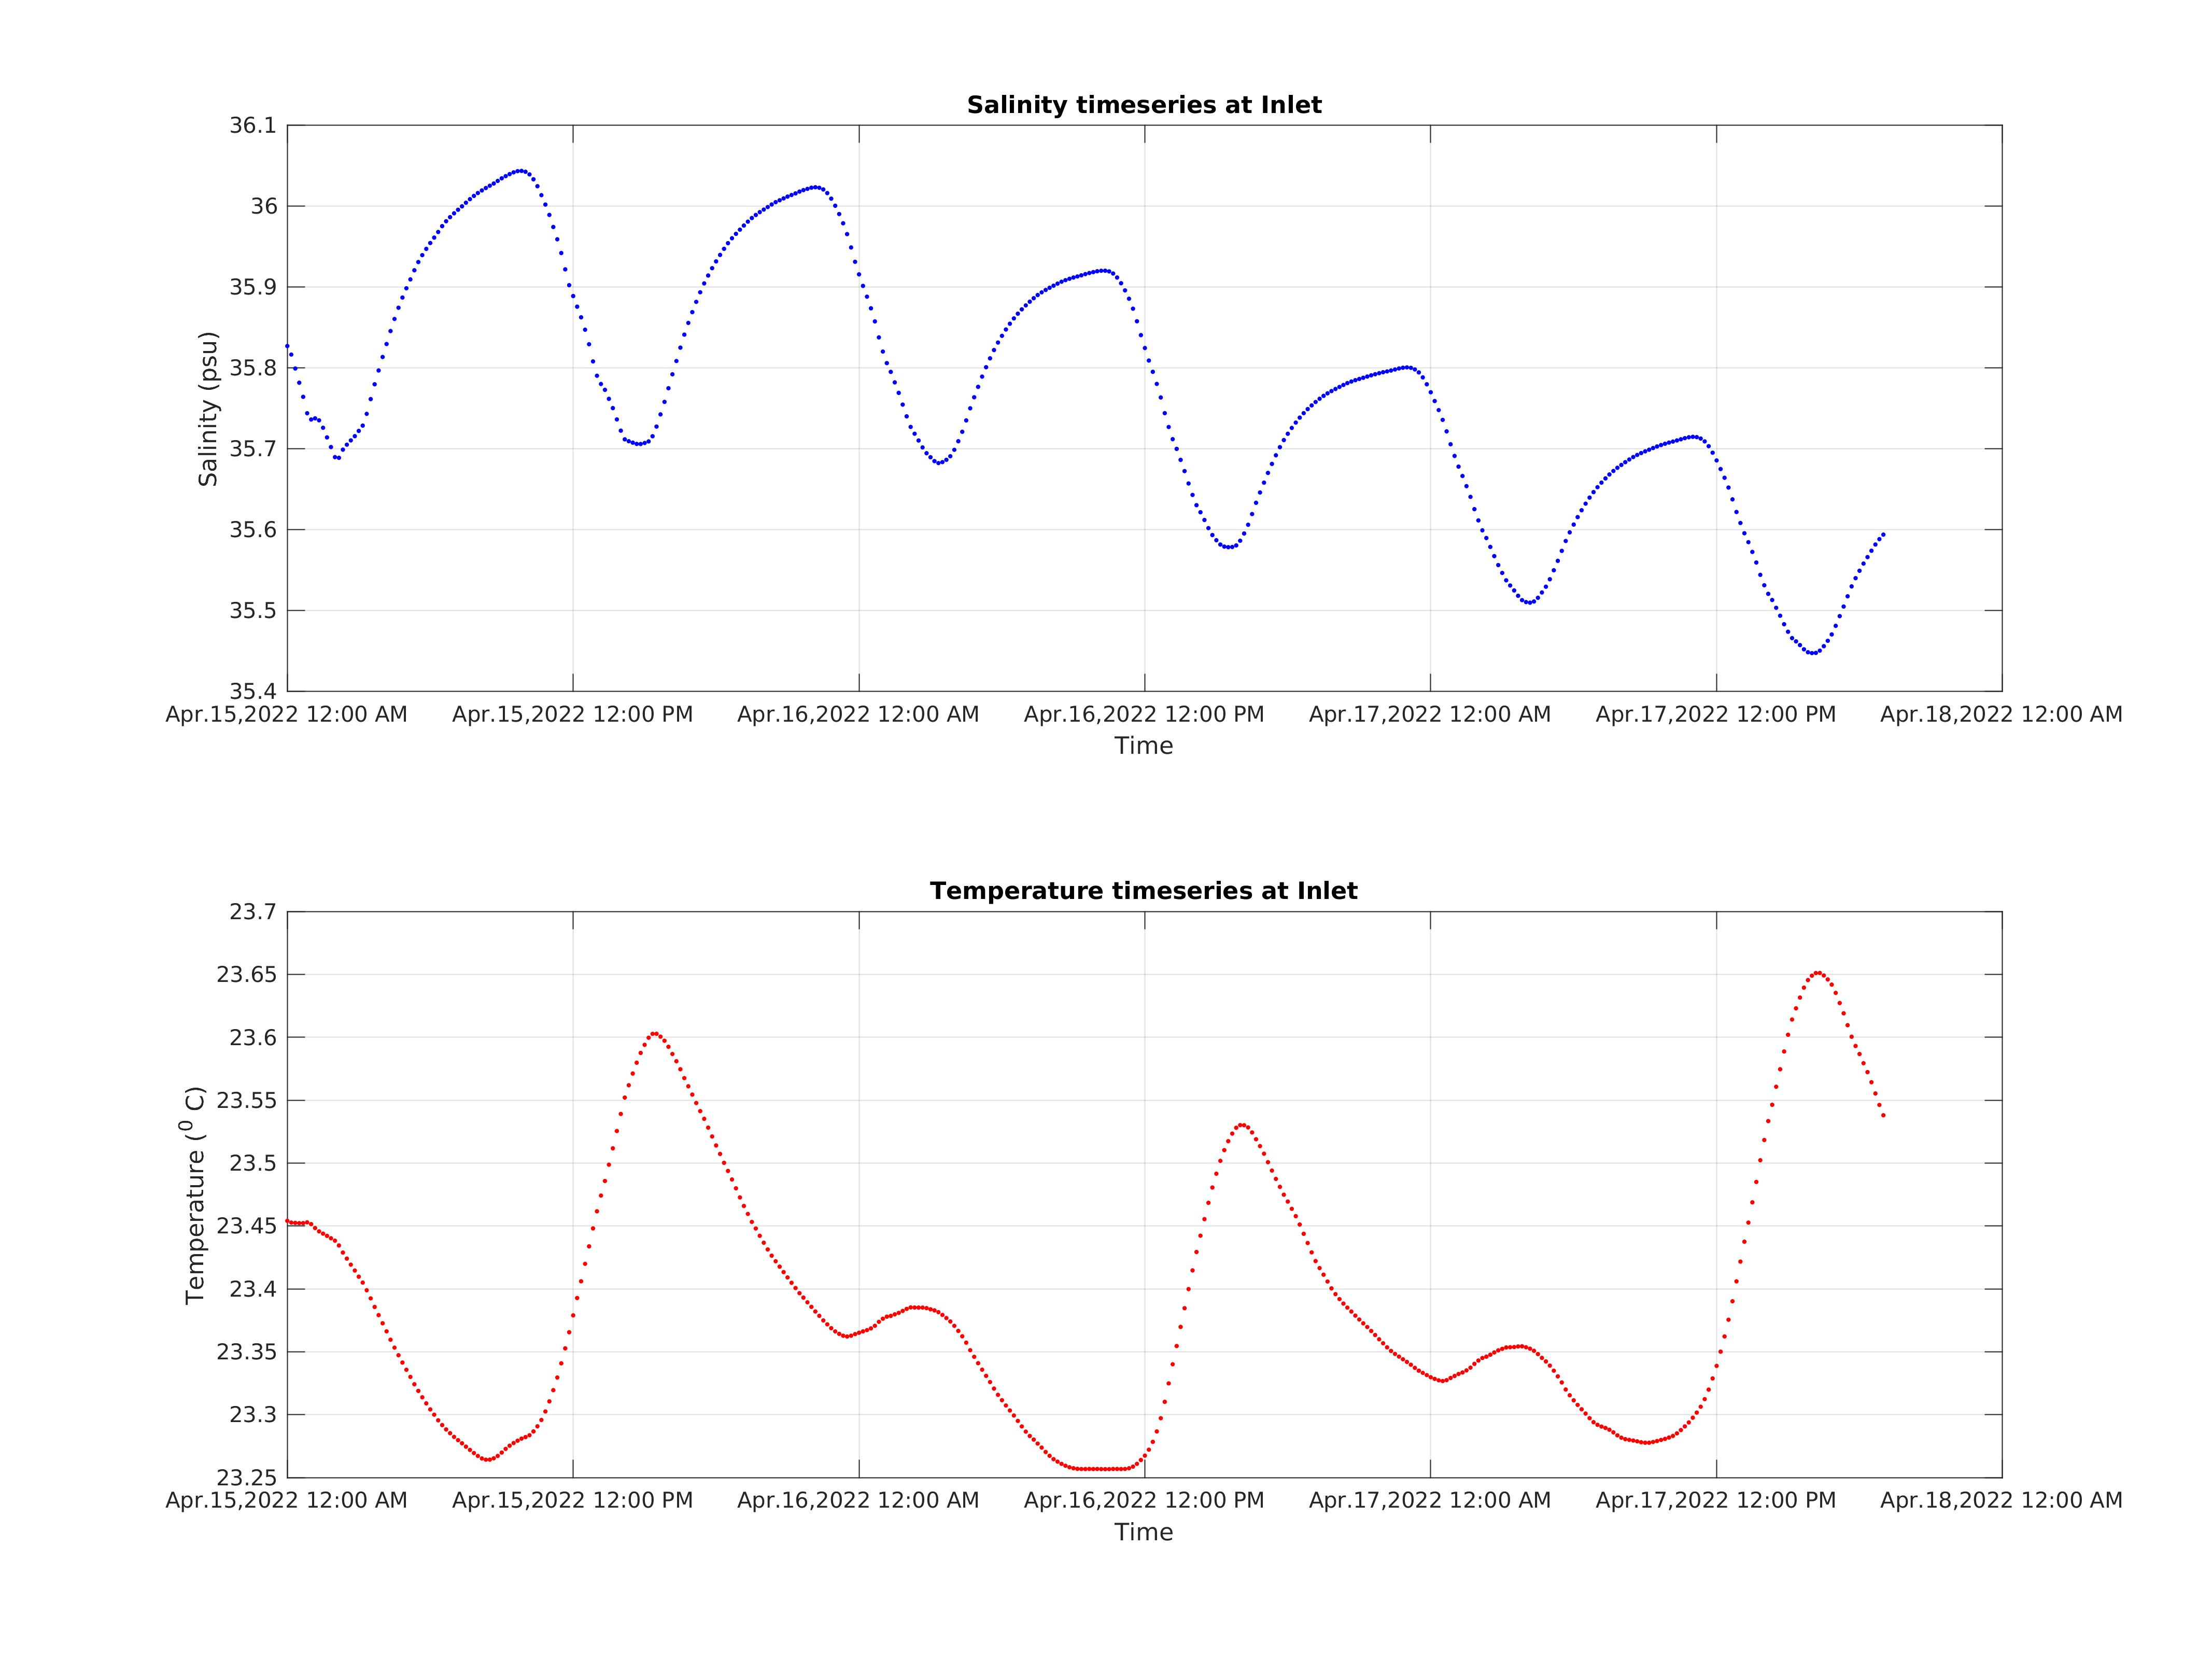 Salinity timeseries at Inlet
36.1
36
35.9
35.8
35.7
35.6
35.5
35.4
Salinity (psu)
Apr.15,2022 12:00 AM Apr.15,2022 12:00 PM Apr.16,2022 12:00 AM Apr.16,2022 12:00 PM Apr.17,2022 12:00 AM Apr.17,2022 12:00 PM Apr.18,2022 12:00 AM
Time
Temperature timeseries at Inlet
23.7
23.65
23.6
23.55
23.5
23.45
23.4
23.35
23.3
23.25
Temperature (⁰ C)
Apr.15,2022 12:00 AM Apr.15,2022 12:00 PM Apr.16,2022 12:00 AM Apr.16,2022 12:00 PM Apr.17,2022 12:00 AM Apr.17,2022 12:00 PM Apr.18,2022 12:00 AM
Time